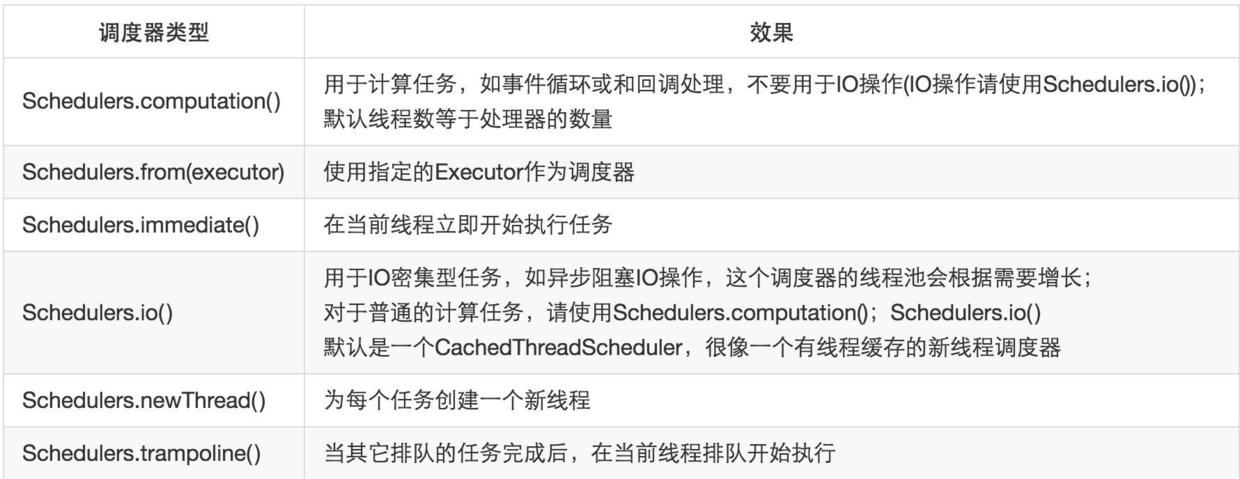 调度器类型 效果
Schedulers.computation() 用于计算任务，如事件循环或和回调处理，不要用于IO操作(IO操作请使用Schedulers.io())；
默认线程数等于处理器的数量
Schedulers.from(executor) 使用指定的Executor作为调度器
Schedulers.immediate() 在当前线程立即开始执行任务
Schedulers.io() 用于IO密集型任务，如异步阻塞IO操作，这个调度器的线程池会根据需要增长；
对于普通的计算任务，请使用Schedulers.computation()；Schedulers.io()
默认是一个CachedThreadScheduler，很像一个有线程缓存的新线程调度器
Schedulers.newThread() 为每个任务创建一个新线程
Schedulers.trampoline() 当其它排队的任务完成后，在当前线程排队开始执行